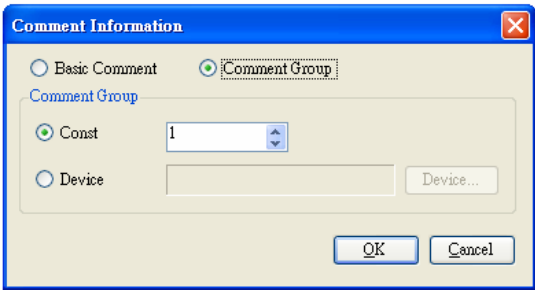 Comment Information
Basic Comment Comment Group
Comment Group
Const 1
Device Device...
OK Cancel